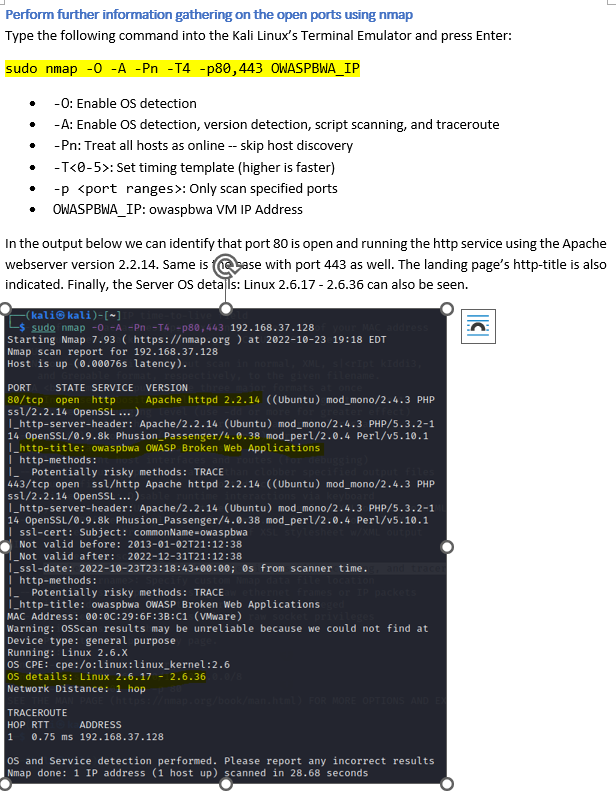 Perform further information gathering on the open ports using nmap
Type the following command into the Kali Linux's Terminal Emulator and press Enter:
sudo nmap -O -A -Pn -T4 -p80,443 OWASPBWA_IP
• -O: Enable OS detection
• -A: Enable OS detection, version detection, script scanning, and traceroute
• -Pn: Treat all hosts as online -- skip host discovery
• -T<0-5>: Set timing template (higher is faster)
• -p <port ranges>: Only scan specified ports
• OWASPBWA_IP: owaspbwa VM IP Address
In the output below we can identify that port 80 is open and running the http service using the Apache
webserver version 2.2.14. Same is the case with port 443 as well. The landing page's http-title is also
indicated. Finally, the Server OS details: Linux 2.6.17 - 2.6.36 can also be seen.
(kali㉿kali)-[~]
$ sudo nmap -O -A -Pn -T4 -p80,443 192.168.37.128
Starting Nmap 7.93 ( https://nmap.org ) at 2022-10-23 19:18 EDT
Nmap scan report for 192.168.37.128
Host is up (0.00076s latency).
PORT STATE SERVICE VERSION
80/tcp open http Apache httpd 2.2.14 ((Ubuntu) mod_mono/2.4.3 PHP
ssl/2.2.14 OpenSSL ... )
|_http-server-header: Apache/2.2.14 (Ubuntu) mod_mono/2.4.3 PHP/5.3.2-1
14 OpenSSL/0.9.8k Phusion_Passenger/4.0.38 mod_perl/2.0.4 Perl/v5.10.1
|_http-title: owaspbwa OWASP Broken Web Applications
| http-methods:
|_ Potentially risky methods: TRACE
443/tcp open ssl/http Apache httpd 2.2.14 ((Ubuntu) mod_mono/2.4.3 PHP
ssl/2.2.14 OpenSSL ... )
|_http-server-header: Apache/2.2.14 (Ubuntu) mod_mono/2.4.3 PHP/5.3.2-1
14 OpenSSL/0.9.8k Phusion_Passenger/4.0.38 mod_perl/2.0.4 Perl/v5.10.1
| ssl-cert: Subject: commonName=owaspbwa
| Not valid before: 2013-01-02T21:12:38
|_Not valid after: 2022-12-31T21:12:38
|_ssl-date: 2022-10-23T23:18:43+00:00; 0s from scanner time.
| http-methods:
|_ Potentially risky methods: TRACE
|_http-title: owaspbwa OWASP Broken Web Applications
MAC Address: 00:0C:29:6F:3B:C1 (VMware)
Warning: OSScan results may be unreliable because we could not find at
Device type: general purpose
Running: Linux 2.6.X
OS CPE: cpe:/o:linux:linux_kernel:2.6
OS details: Linux 2.6.17 - 2.6.36
Network Distance: 1 hop
TRACEROUTE
HOP RTT ADDRESS
1 0.75 ms 192.168.37.128
OS and Service detection performed. Please report any incorrect results
Nmap done: 1 IP address (1 host up) scanned in 28.68 seconds